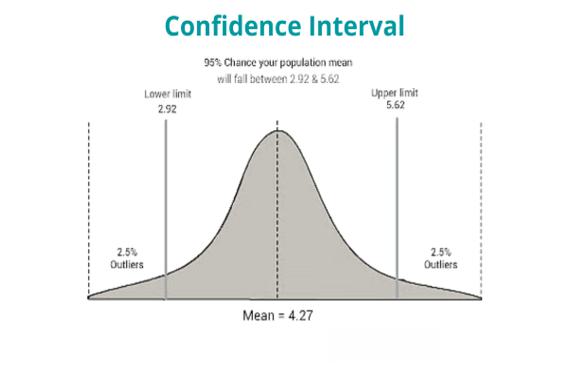 Confidence Interval
95% Chance your population mean
will fall between 2.92 & 5.62
Lower limit
2.92
Upper limit
5.62
2.5%
Outliers
2.5%
Outliers
Mean = 4.27